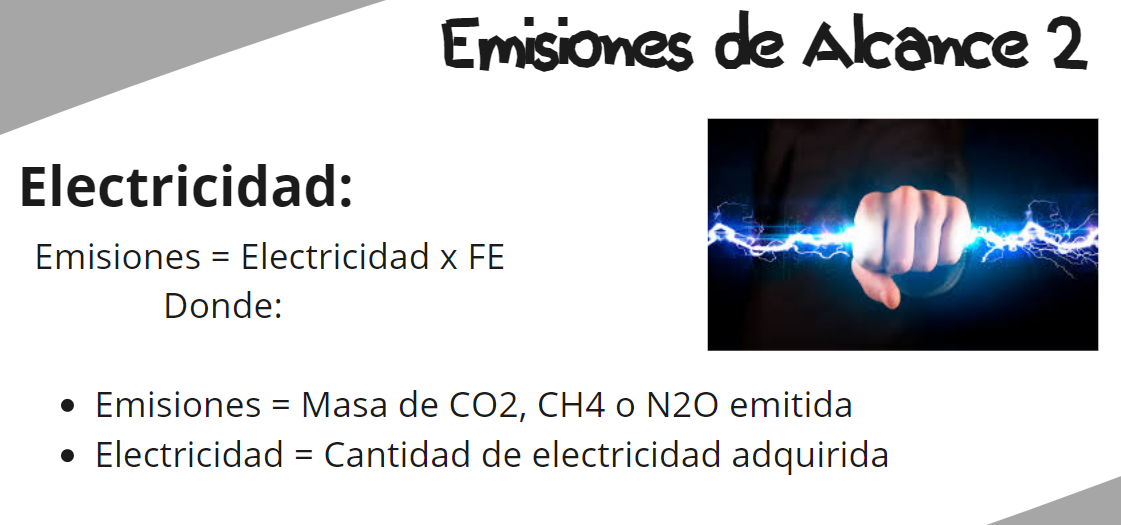 Emisiones de Alcance 2
Electricidad:
Emisiones = Electricidad x FE
Donde:
• Emisiones = Masa de CO2, CH4 o N2O emitida
• Electricidad = Cantidad de electricidad adquirida